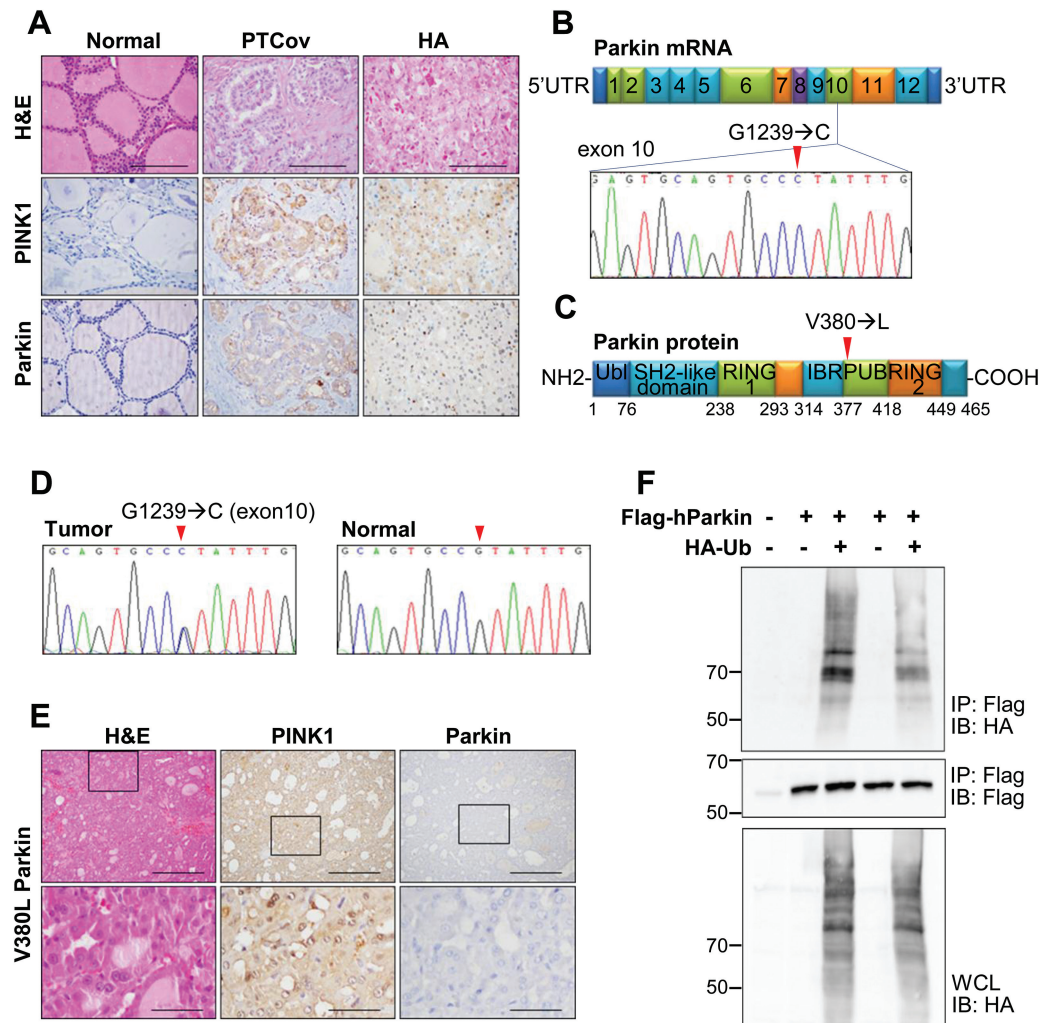 A
Normal PTCov HA
H&E
PINK1
Parkin
B
Parkin mRNA
5'UTR 1 2 3 4 5 6 7 8 9 10 11 12 3'UTR
G1239→C
exon 10
G A G T G C A G T G C C C T A T T T G
C
V380→L
Parkin protein
NH2- Ubl SH2-like domain RING 1 IBR PUB RING 2 -COOH
1 76 238 293 314 377 418 449 465
D
G1239→C (exon10)
Tumor
G C A G T G C C C T A T T T G
Normal
G C A G T G C C G T A T T T G
E
H&E PINK1 Parkin
V380L Parkin
F
Flag-hParkin - + + + +
HA-Ub - - + - +
70
50
IP: Flag
IB: HA
70
50
IP: Flag
IB: Flag
70
50
WCL
IB: HA